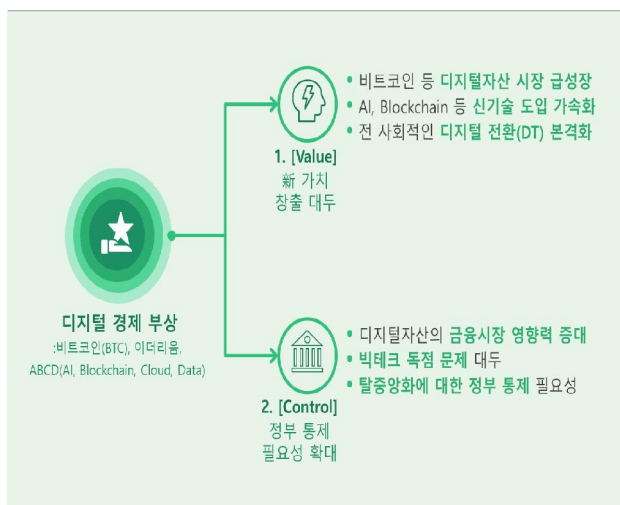 • 비트코인 등 디지털자산 시장 급성장
• AI, Blockchain 등 신기술 도입 가속화
• 전 사회적인 디지털 전환(DT) 본격화
1. [Value]
新 가치
창출 대두
디지털 경제 부상
:비트코인(BTC), 이더리움,
ABCD(AI, Blockchain, Cloud, Data)
• 디지털자산의 금융시장 영향력 증대
• 빅테크 독점 문제 대두
• 탈중앙화에 대한 정부 통제 필요성
2. [Control]
정부 통제
필요성 확대